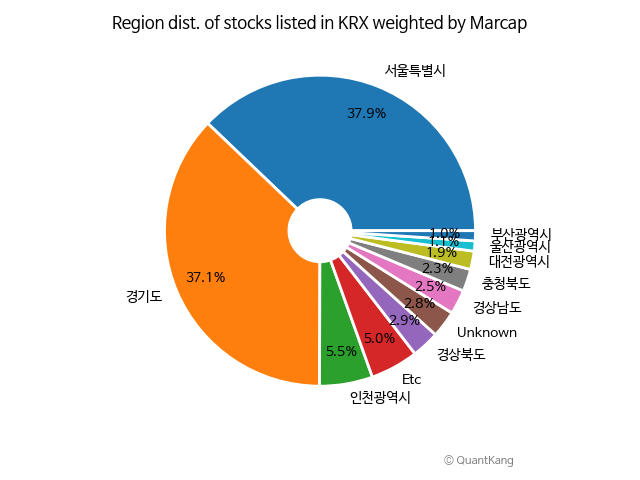 Region dist. of stocks listed in KRX weighted by Marcap
서울특별시
37.9%
경기도
37.1%
인천광역시
5.5%
Etc
5.0%
경상북도
2.9%
Unknown
2.8%
경상남도
2.5%
충청북도
2.3%
대전광역시
1.9%
울산광역시
1.1%
부산광역시
1.0%
© QuantKang